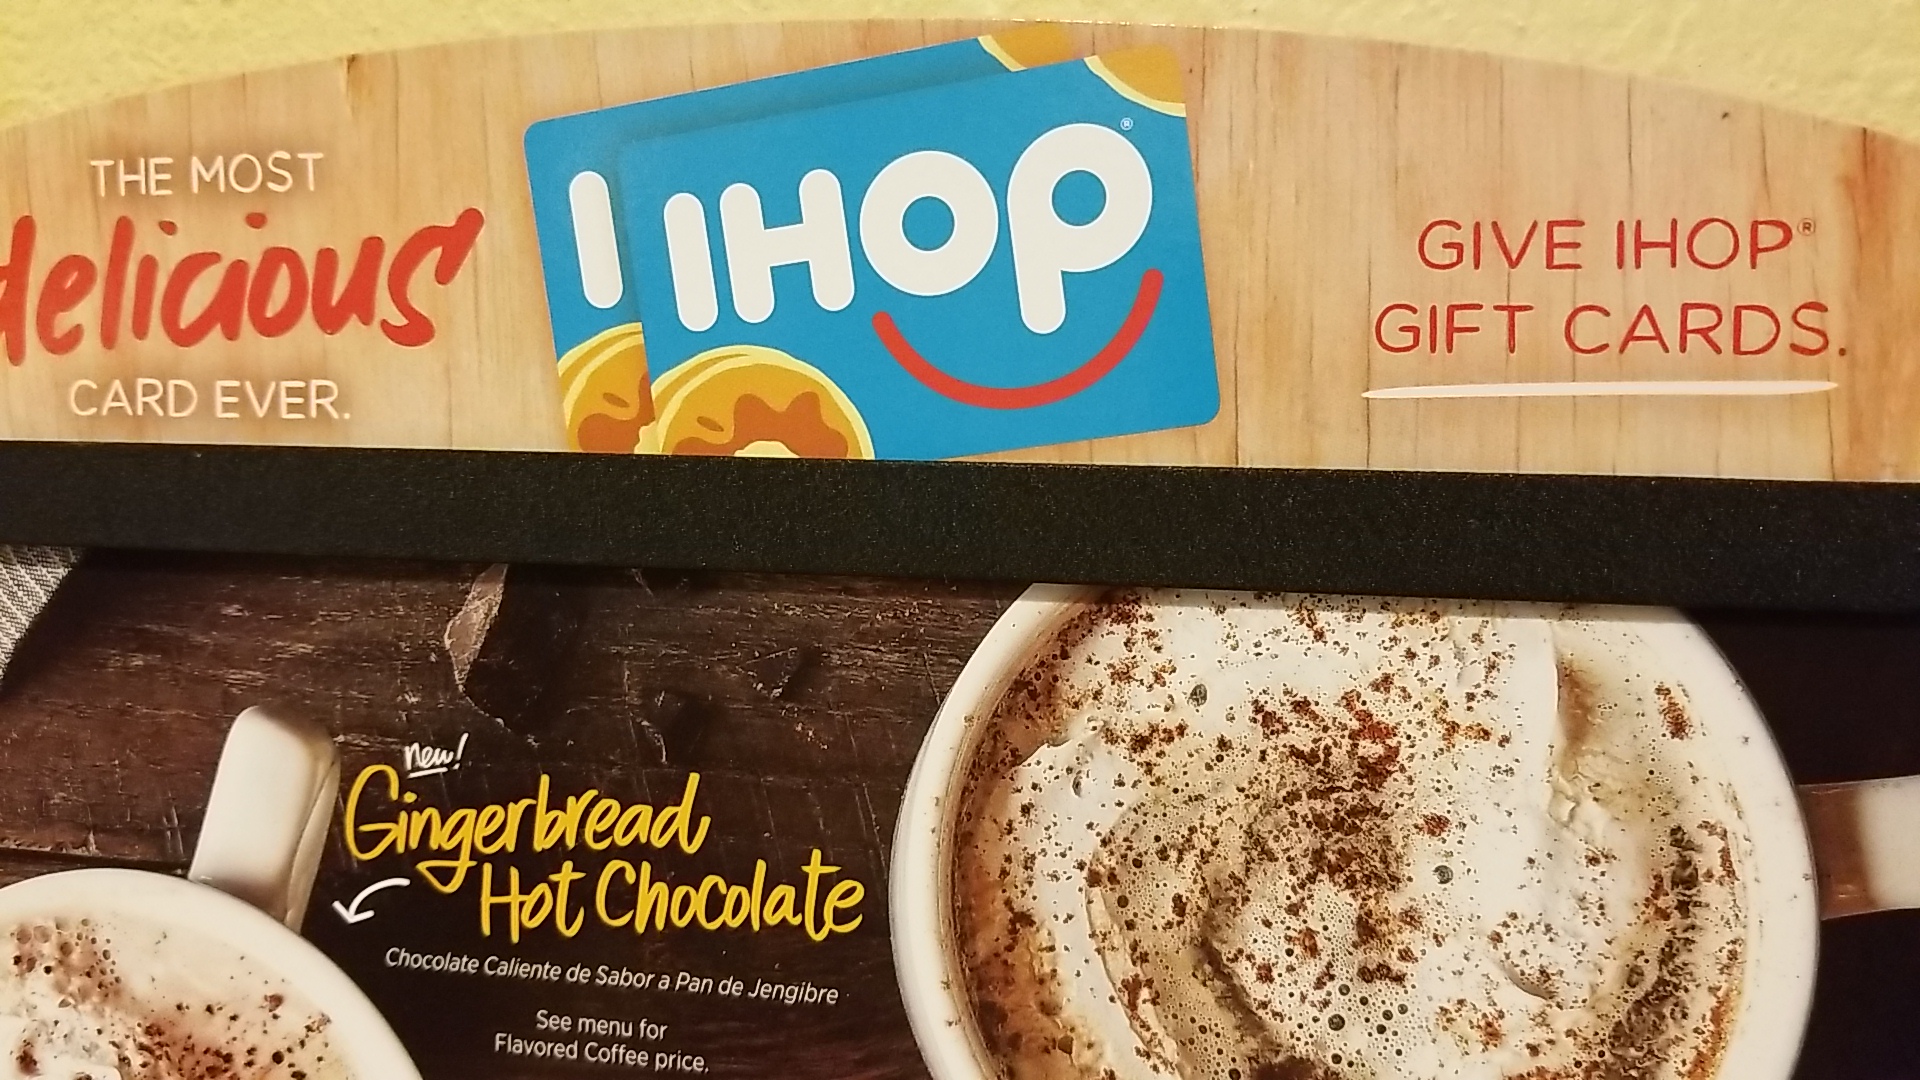 THE MOST
delicious
CARD EVER.
I
IHOP®
GIVE IHOP®
GIFT CARDS.
new!
Gingerbread
Hot Chocolate
Chocolate Caliente de Sabor a Pan de Jengibre
See menu for
Flavored Coffee price.